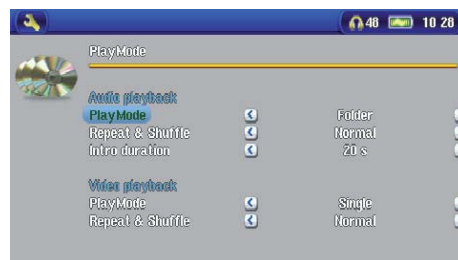 48 10 28
PlayMode
Audio playback
PlayMode Folder
Repeat & Shuffle Normal
Intro duration 20 s
Video playback
PlayMode Single
Repeat & Shuffle Normal